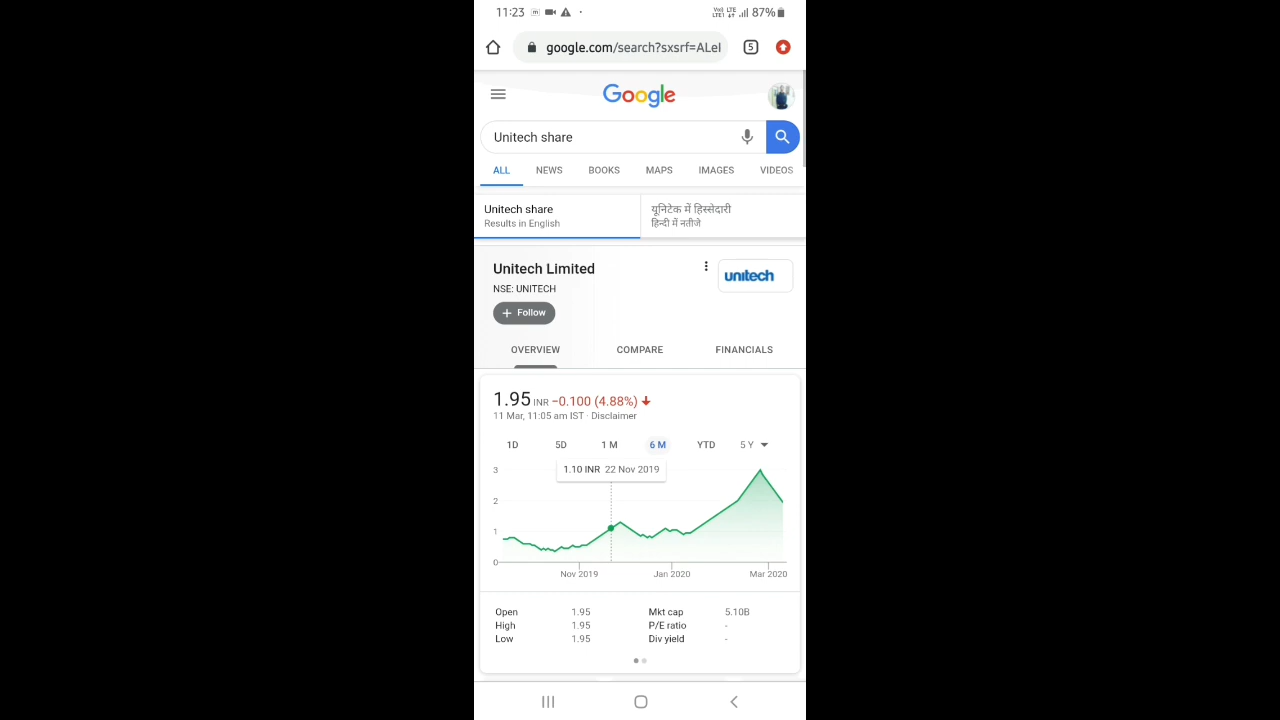 11:23 87%
google.com/search?sxsrf=ALeI 5
Google
Unitech share
ALL NEWS BOOKS MAPS IMAGES VIDEOS
Unitech share
Results in English
यूनिटेक में हिस्सेदारी
हिन्दी में नतीजे
Unitech Limited
unitech
NSE: UNITECH
+ Follow
OVERVIEW COMPARE FINANCIALS
1.95 INR −0.100 (4.88%)
11 Mar, 11:05 am IST · Disclaimer
1D 5D 1 M 6 M YTD 5 Y
1.10 INR 22 Nov 2019
3
2
1
0
Nov 2019 Jan 2020 Mar 2020
Open 1.95 Mkt cap 5.10B
High 1.95 P/E ratio -
Low 1.95 Div yield -